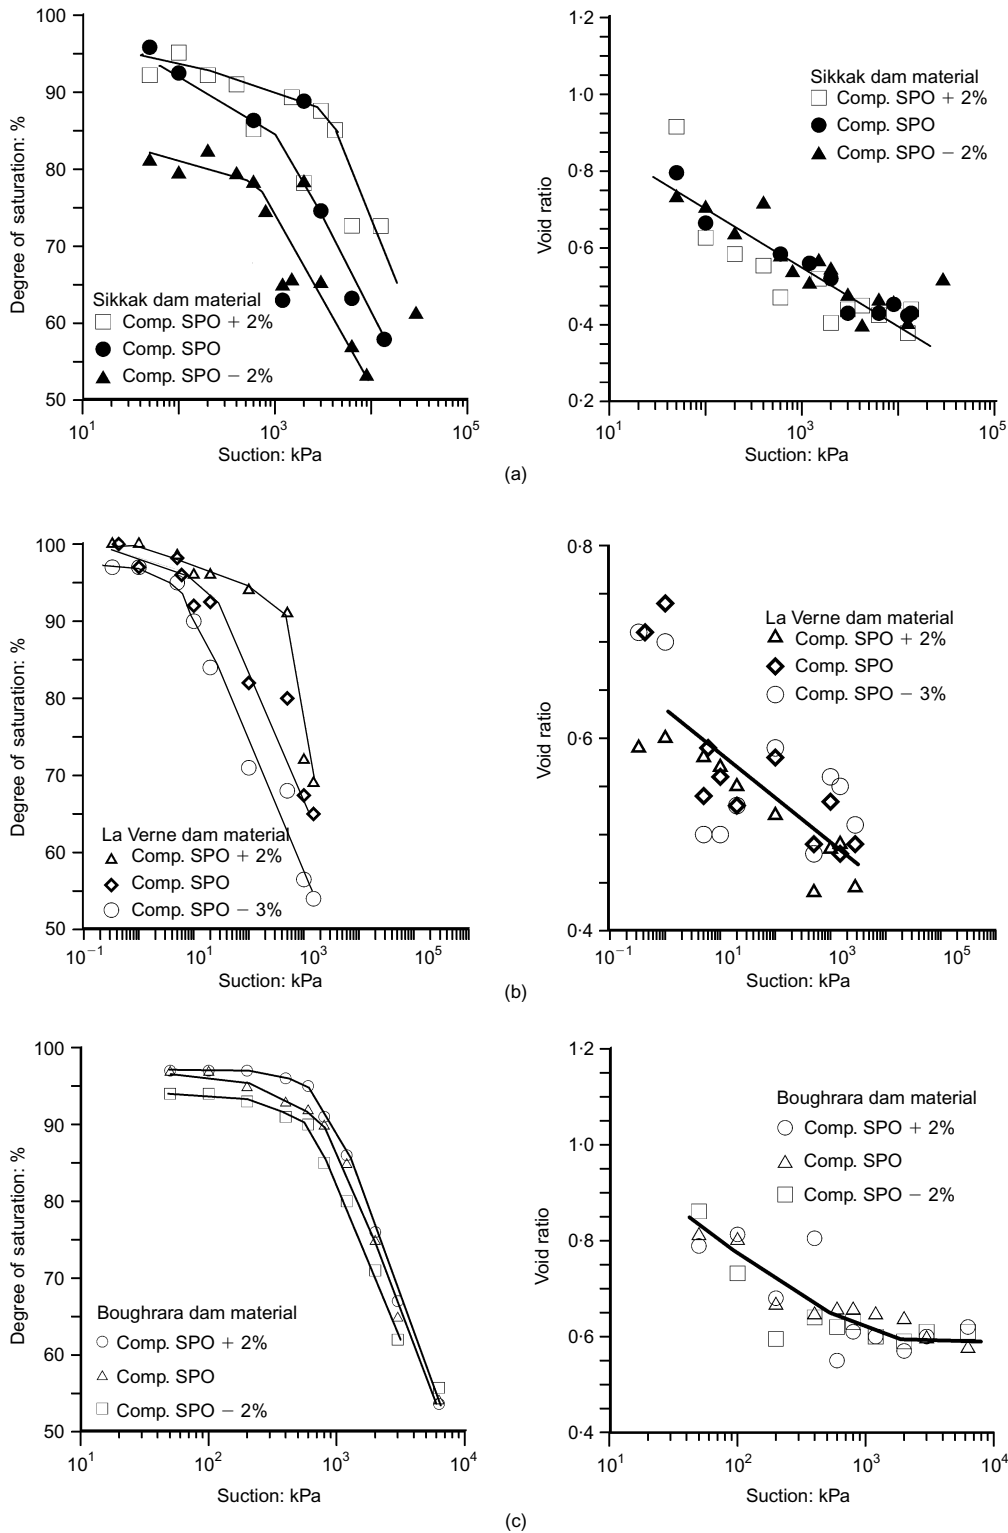 100
90
80
70
60
50
Degree of saturation: %
Sikkak dam material
Comp. SPO + 2%
Comp. SPO
Comp. SPO − 2%
10¹ 10³ 10⁵
Suction: kPa
1·2
1·0
0·8
0·6
0·4
0·2
Void ratio
Sikkak dam material
Comp. SPO + 2%
Comp. SPO
Comp. SPO − 2%
10¹ 10³ 10⁵
Suction: kPa
(a)
100
90
80
70
60
50
Degree of saturation: %
La Verne dam material
Comp. SPO + 2%
Comp. SPO
Comp. SPO − 3%
10⁻¹ 10¹ 10³ 10⁵
Suction: kPa
0·8
0·6
0·4
Void ratio
La Verne dam material
Comp. SPO + 2%
Comp. SPO
Comp. SPO − 3%
10⁻¹ 10¹ 10³ 10⁵
Suction: kPa
(b)
100
90
80
70
60
50
Degree of saturation: %
Boughrara dam material
Comp. SPO + 2%
Comp. SPO
Comp. SPO − 2%
10¹ 10² 10³ 10⁴
Suction: kPa
1·2
1·0
0·8
0·6
0·4
Void ratio
Boughrara dam material
Comp. SPO + 2%
Comp. SPO
Comp. SPO − 2%
10¹ 10² 10³ 10⁴
Suction: kPa
(c)